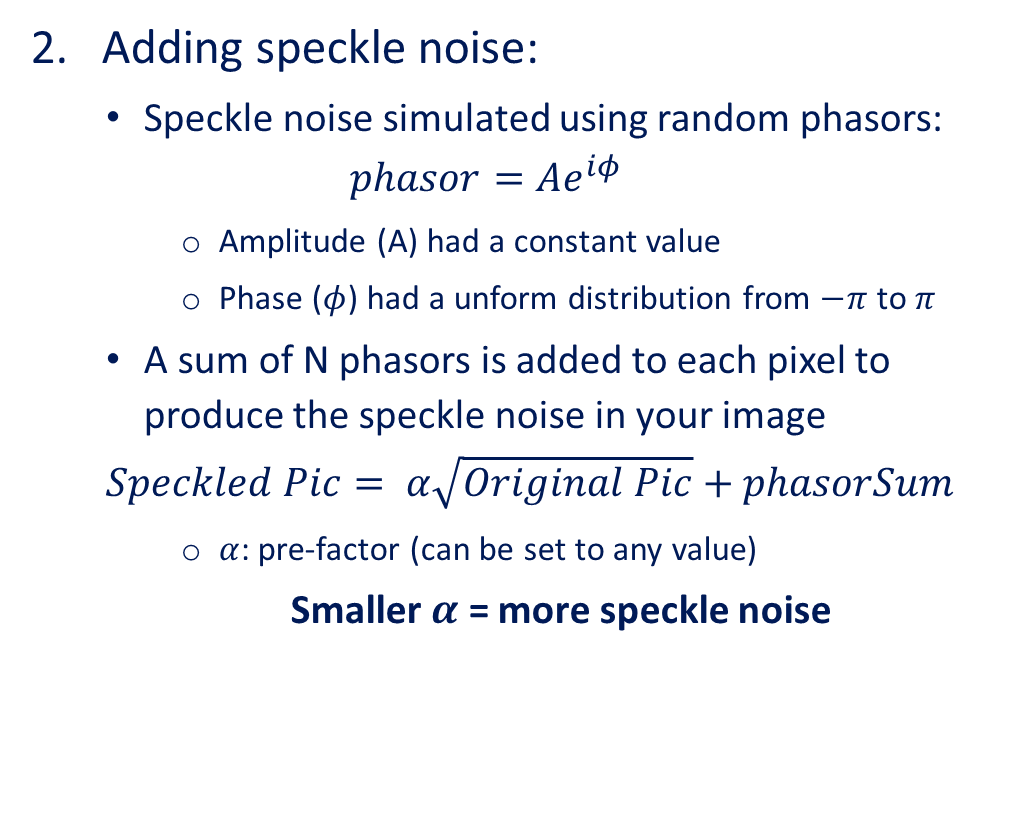 2. Adding speckle noise:
• Speckle noise simulated using random phasors:
phasor = Ae^{iϕ}
○ Amplitude (A) had a constant value
○ Phase (ϕ) had a unform distribution from −π to π
• A sum of N phasors is added to each pixel to
produce the speckle noise in your image
Speckled Pic = α√(Original Pic) + phasorSum
○ α: pre-factor (can be set to any value)
Smaller α = more speckle noise